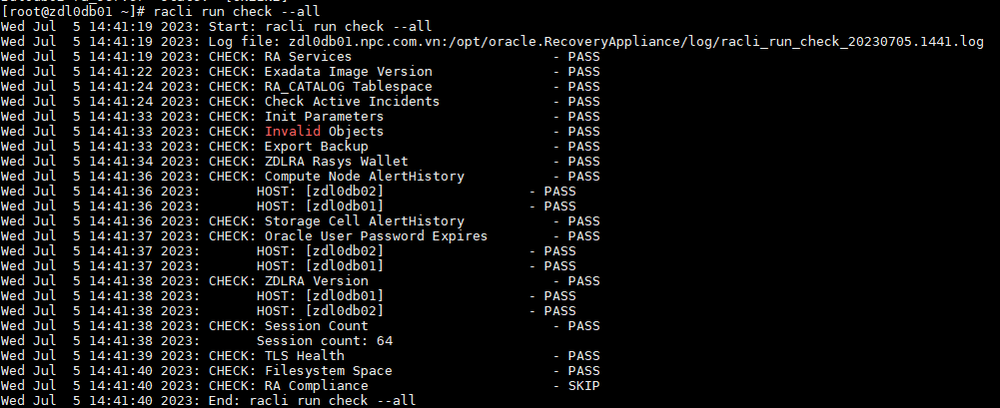 [root@zdl0db01 ~]# racli run check --all
Wed Jul  5 14:41:19 2023: Start: racli run check --all
Wed Jul  5 14:41:19 2023: Log file: zdl0db01.npc.com.vn:/opt/oracle.RecoveryAppliance/log/racli_run_check_20230705.1441.log
Wed Jul  5 14:41:19 2023: CHECK: RA Services                         - PASS
Wed Jul  5 14:41:22 2023: CHECK: Exadata Image Version               - PASS
Wed Jul  5 14:41:24 2023: CHECK: RA_CATALOG Tablespace               - PASS
Wed Jul  5 14:41:24 2023: CHECK: Check Active Incidents              - PASS
Wed Jul  5 14:41:33 2023: CHECK: Init Parameters                     - PASS
Wed Jul  5 14:41:33 2023: CHECK: Invalid Objects                     - PASS
Wed Jul  5 14:41:33 2023: CHECK: Export Backup                       - PASS
Wed Jul  5 14:41:34 2023: CHECK: ZDLRA Rasys Wallet                  - PASS
Wed Jul  5 14:41:36 2023: CHECK: Compute Node AlertHistory           - PASS
Wed Jul  5 14:41:36 2023:       HOST: [zdl0db02]                  - PASS
Wed Jul  5 14:41:36 2023:       HOST: [zdl0db01]                  - PASS
Wed Jul  5 14:41:36 2023: CHECK: Storage Cell AlertHistory           - PASS
Wed Jul  5 14:41:37 2023: CHECK: Oracle User Password Expires        - PASS
Wed Jul  5 14:41:37 2023:       HOST: [zdl0db02]                  - PASS
Wed Jul  5 14:41:37 2023:       HOST: [zdl0db01]                  - PASS
Wed Jul  5 14:41:38 2023: CHECK: ZDLRA Version                       - PASS
Wed Jul  5 14:41:38 2023:       HOST: [zdl0db01]                  - PASS
Wed Jul  5 14:41:38 2023:       HOST: [zdl0db02]                  - PASS
Wed Jul  5 14:41:38 2023: CHECK: Session Count                       - PASS
Wed Jul  5 14:41:38 2023:       Session count: 64
Wed Jul  5 14:41:39 2023: CHECK: TLS Health                          - PASS
Wed Jul  5 14:41:40 2023: CHECK: Filesystem Space                    - PASS
Wed Jul  5 14:41:40 2023: CHECK: RA Compliance                       - SKIP
Wed Jul  5 14:41:40 2023: End: racli run check --all